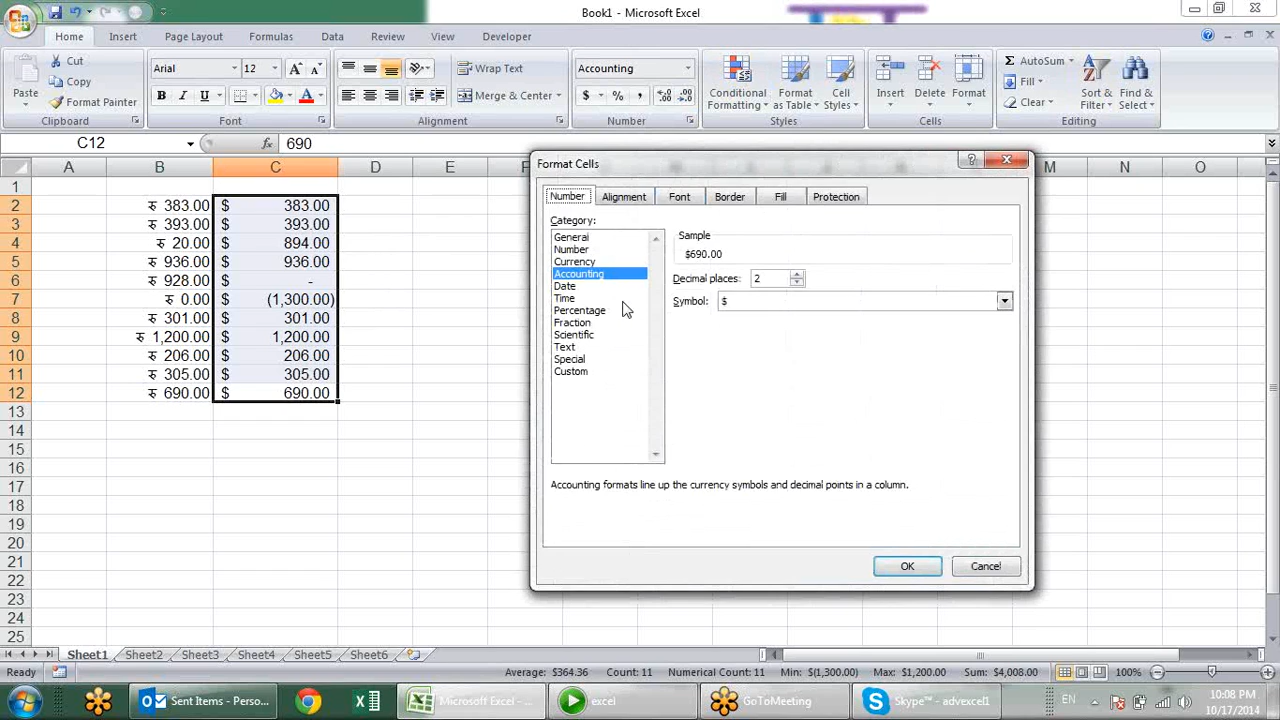 Book1 - Microsoft Excel
Home Insert Page Layout Formulas Data Review View Developer
Paste Cut Copy Format Painter Clipboard
Arial 12 A A B I U A Font
Wrap Text Merge & Center Alignment
Accounting $ % , Number
Conditional Formatting Format as Table Cell Styles Styles
Insert Delete Format Cells
AutoSum Fill Clear Sort & Filter Find & Select Editing
C12 fx 690
A B C D E F M N O
1
2 रु 383.00 $ 383.00
3 रु 393.00 $ 393.00
4 रु 20.00 $ 894.00
5 रु 936.00 $ 936.00
6 रु 928.00 $ -
7 रु 0.00 $ (1,300.00)
8 रु 301.00 $ 301.00
9 रु 1,200.00 $ 1,200.00
10 रु 206.00 $ 206.00
11 रु 305.00 $ 305.00
12 रु 690.00 $ 690.00
13
14
15
16
17
18
19
20
21
22
23
24
25
Format Cells
Number Alignment Font Border Fill Protection
Category:
General
Number
Currency
Accounting
Date
Time
Percentage
Fraction
Scientific
Text
Special
Custom
Sample
$690.00
Decimal places: 2
Symbol: $
Accounting formats line up the currency symbols and decimal points in a column.
OK Cancel
Sheet1 Sheet2 Sheet3 Sheet4 Sheet5 Sheet6
Ready Average: $364.36 Count: 11 Numerical Count: 11 Min: $(1,300.00) Max: $1,200.00 Sum: $4,008.00 100%
Sent Items - Perso... Microsoft Excel - ... excel GoToMeeting Skype™ - advexcel1 EN 10:08 PM
10/17/2014